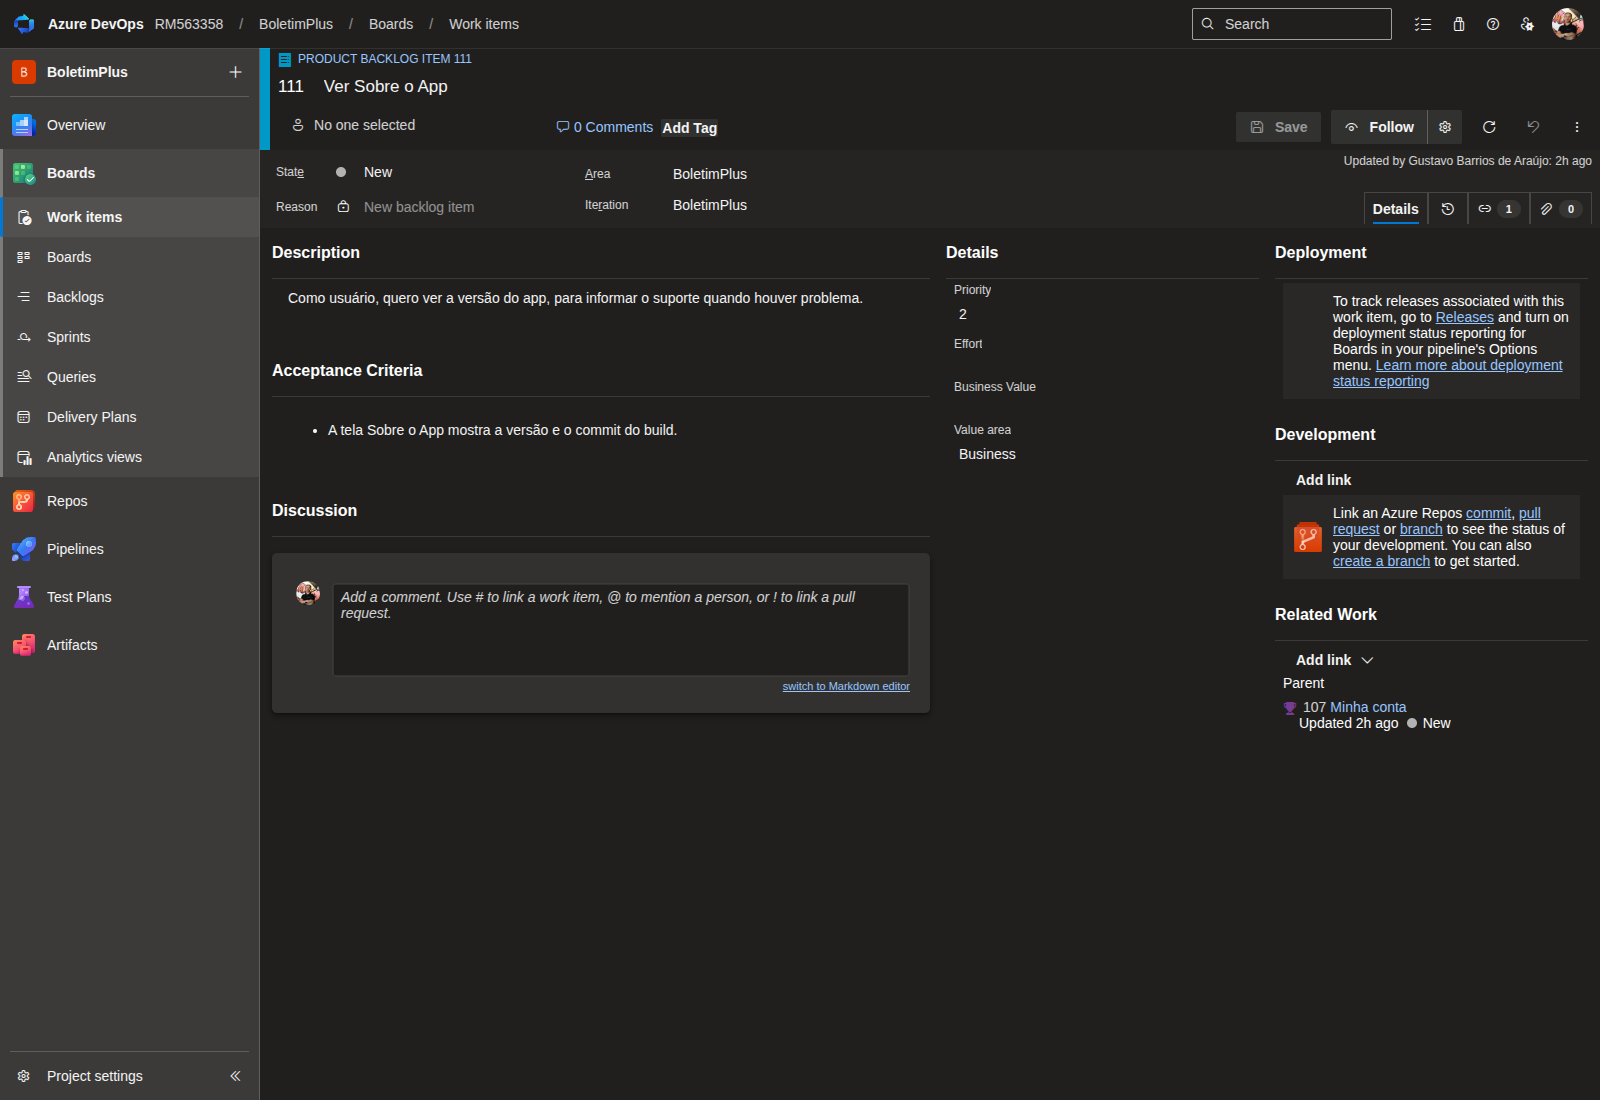 Azure DevOps RM563358 / BoletimPlus / Boards / Work items
Search
B BoletimPlus
Overview
Boards
Work items
Boards
Backlogs
Sprints
Queries
Delivery Plans
Analytics views
Repos
Pipelines
Test Plans
Artifacts
Project settings
PRODUCT BACKLOG ITEM 111
111 Ver Sobre o App
No one selected
0 Comments Add Tag
Save
Follow
Updated by Gustavo Barrios de Araújo: 2h ago
State New
Area BoletimPlus
Reason New backlog item
Iteration BoletimPlus
Details
1
0
Description
Como usuário, quero ver a versão do app, para informar o suporte quando houver problema.
Acceptance Criteria
A tela Sobre o App mostra a versão e o commit do build.
Discussion
Add a comment. Use # to link a work item, @ to mention a person, or ! to link a pull
request.
switch to Markdown editor
Details
Priority
2
Effort
Business Value
Value area
Business
Deployment
To track releases associated with this
work item, go to Releases and turn on
deployment status reporting for
Boards in your pipeline's Options
menu. Learn more about deployment
status reporting
Development
Add link
Link an Azure Repos commit, pull
request or branch to see the status of
your development. You can also
create a branch to get started.
Related Work
Add link
Parent
107 Minha conta
Updated 2h ago New